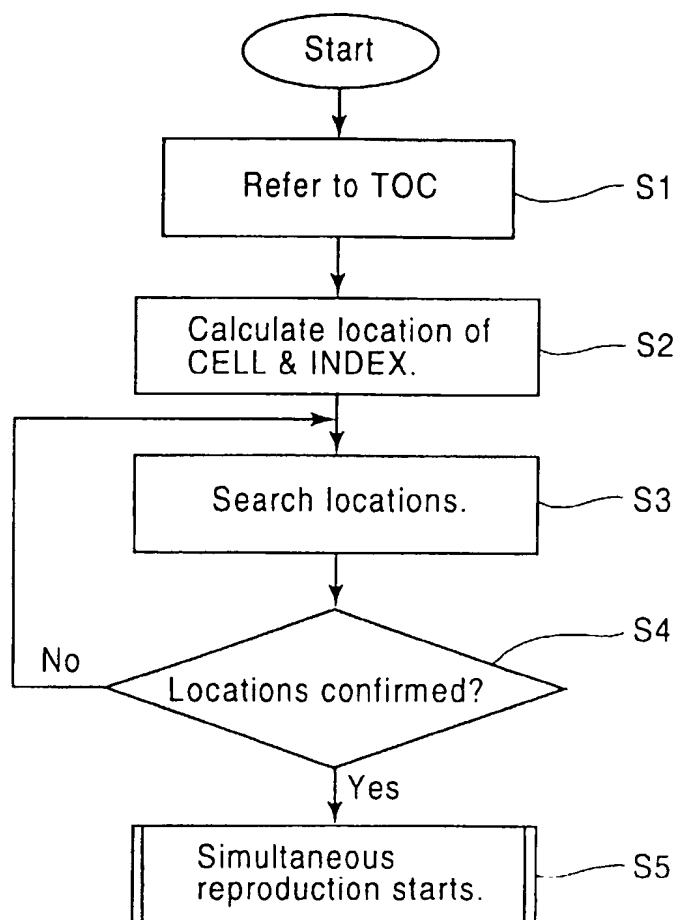 Start
Refer to TOC
S1
Calculate location of
CELL & INDEX.
S2
Search locations.
S3
S4
No
Locations confirmed?
Yes
Simultaneous
reproduction starts.
S5